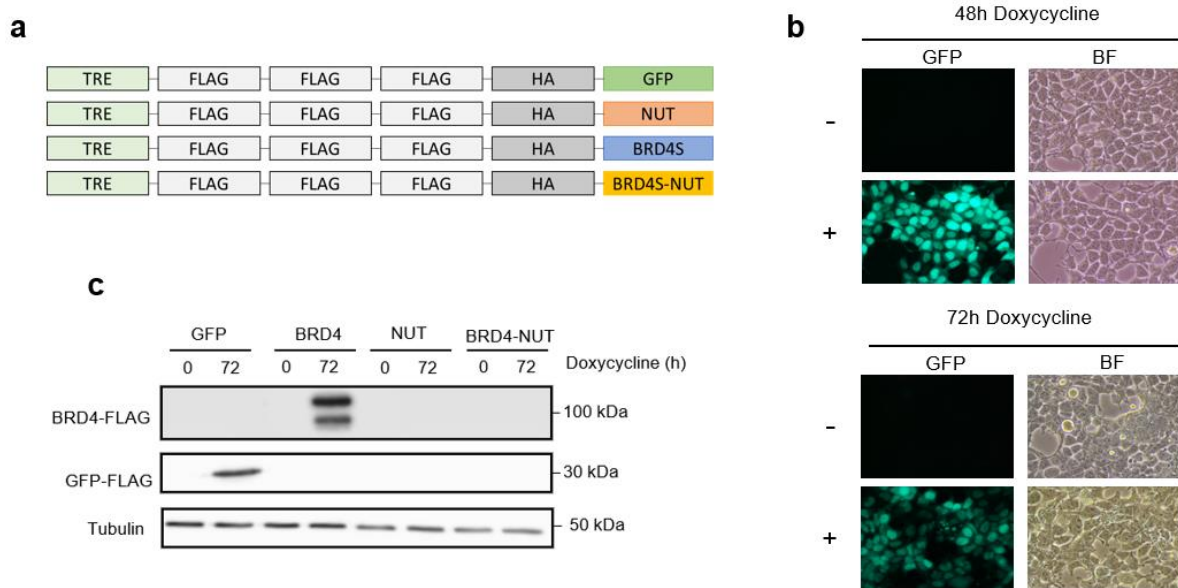 a
TRE FLAG FLAG FLAG HA GFP
TRE FLAG FLAG FLAG HA NUT
TRE FLAG FLAG FLAG HA BRD4S
TRE FLAG FLAG FLAG HA BRD4S-NUT
b
48h Doxycycline
GFP BF
-
+
72h Doxycycline
GFP BF
-
+
c
GFP BRD4 NUT BRD4-NUT
0 72 0 72 0 72 0 72 Doxycycline (h)
BRD4-FLAG 100 kDa
GFP-FLAG 30 kDa
Tubulin 50 kDa